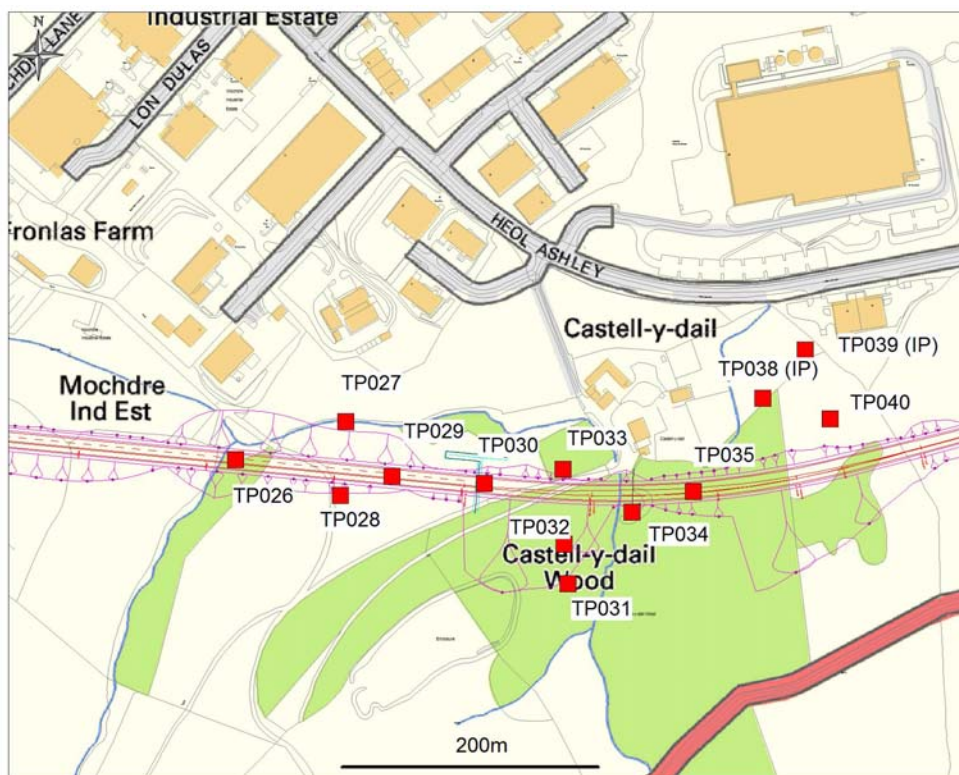 Industrial Estate
N
LON DULAS
HEOL ASHLEY
Fronlas Farm
Castell-y-dail
TP039 (IP)
TP038 (IP)
Mochdre
Ind Est
TP027
TP040
TP029
TP030
TP033
TP035
TP026
TP028
TP032
TP034
Castell-y-dail
Wood
TP031
Enclosure
200m